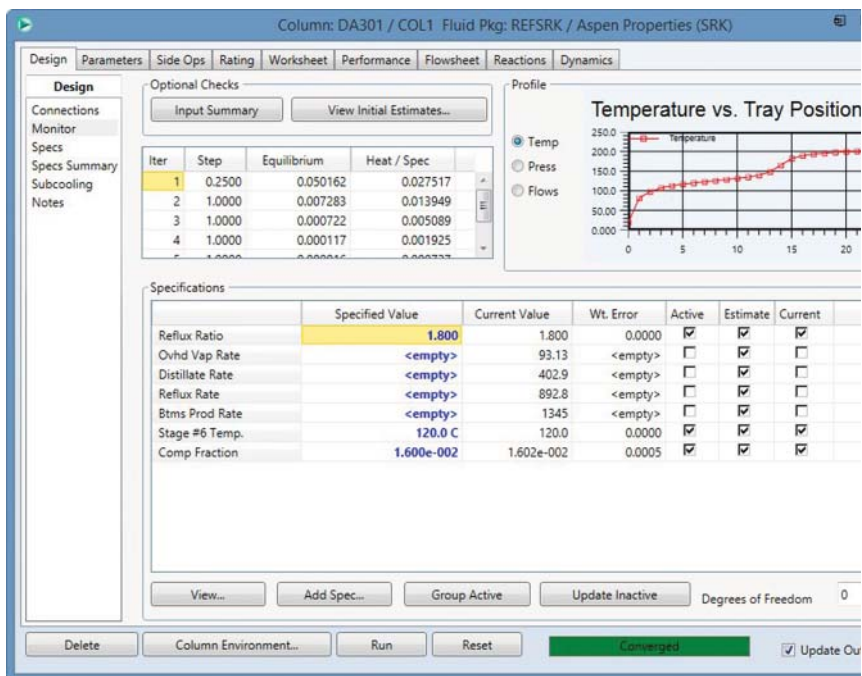 Column: DA301 / COL1 Fluid Pkg: REFSRK / Aspen Properties (SRK)
Design Parameters Side Ops Rating Worksheet Performance Flowsheet Reactions Dynamics
Design
Connections
Monitor
Specs
Specs Summary
Subcooling
Notes
Optional Checks
Input Summary View Initial Estimates...
Iter Step Equilibrium Heat / Spec
1 0.2500 0.050162 0.027517
2 1.0000 0.007283 0.013949
3 1.0000 0.000722 0.005089
4 1.0000 0.000117 0.001925
Profile
Temp
Press
Flows
Temperature vs. Tray Position
Temperature
250.0
200.0
150.0
100.0
50.00
0.000
0 5 10 15 20
Specifications
Specified Value Current Value Wt. Error Active Estimate Current
Reflux Ratio 1.800 1.800 0.0000
Ovhd Vap Rate <empty> 93.13 <empty>
Distillate Rate <empty> 402.9 <empty>
Reflux Rate <empty> 892.8 <empty>
Btms Prod Rate <empty> 1345 <empty>
Stage #6 Temp. 120.0 C 120.0 0.0000
Comp Fraction 1.600e-002 1.602e-002 0.0005
View... Add Spec... Group Active Update Inactive Degrees of Freedom 0
Delete Column Environment... Run Reset Converged Update Ou